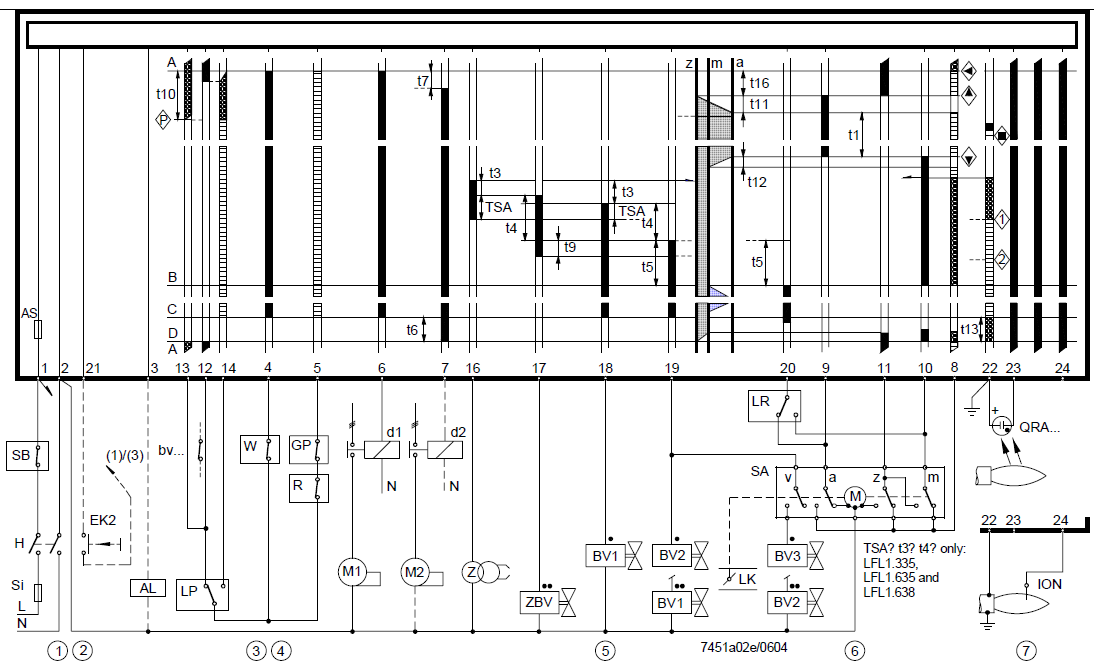 A z m a
t7 t16
t10 t11
P t1
t3 t12
t3
TSA TSA 1
t4 t4
t9 2
t5 t5
B
AS C
t6 t13
D
A
1 2 21 3 13 12 14 4 5 6 7 16 17 18 19 20 9 11 10 8 22 23 24
LR
d1 d2 + QRA...
SB (1)/(3) bv... W GP
R N N SA v a z m
M
EK2 22 23 24
H
BV1 BV2 BV3 TSA? t3? t4? only:
LFL1.335,
LFL1.635 and
LFL1.638
Si AL LP M1 M2 Z LK ION
ZBV BV1 BV2
L
N
7451a02e/0604
1 2 3 4 5 6 7